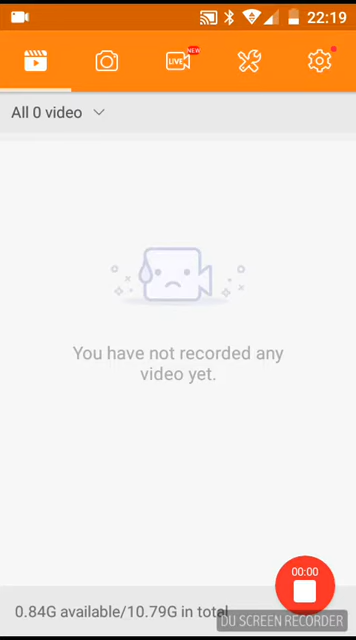 22:19
LIVE
NEW
All 0 video
You have not recorded any
video yet.
00:00
0.84G available/10.79G in total
DU SCREEN RECORDER